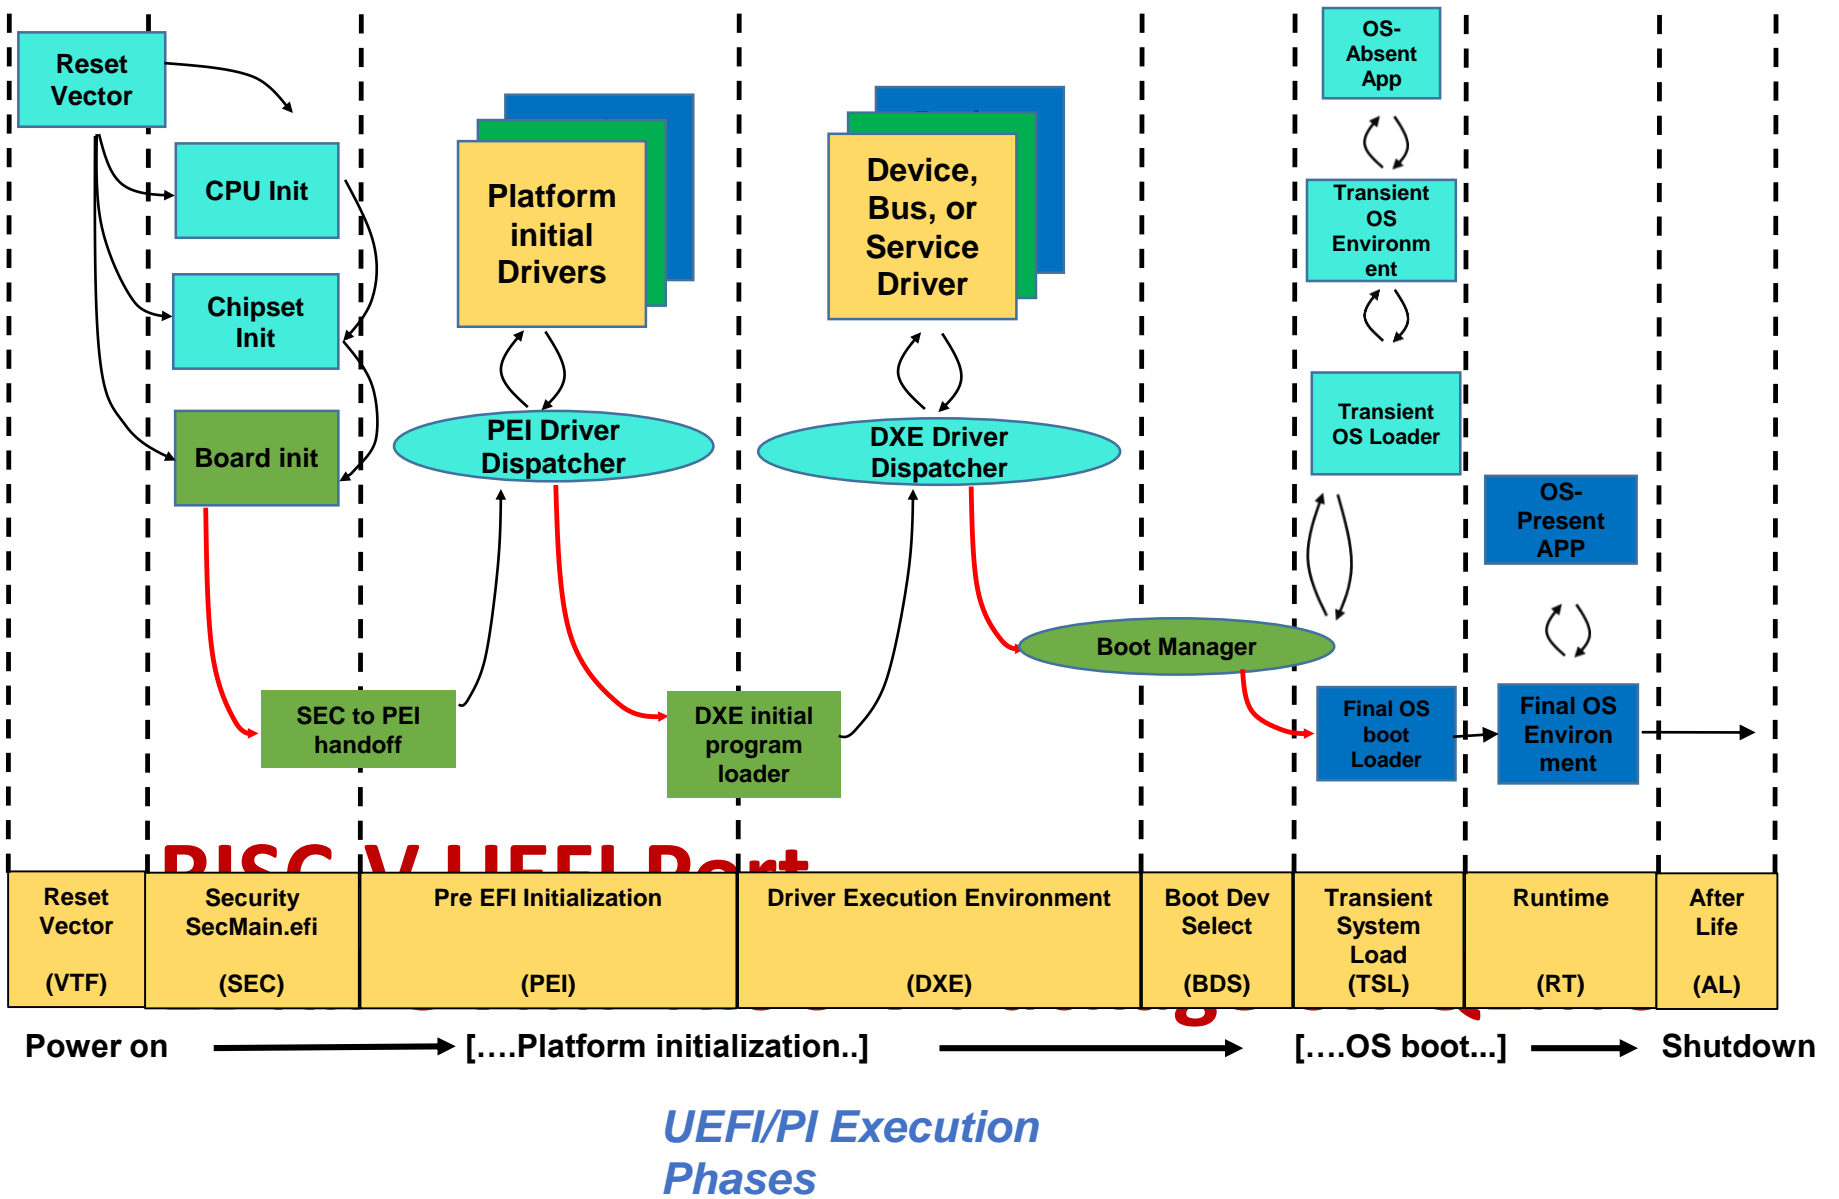 Reset
Vector
CPU Init
Chipset
Init
Board init
SEC to PEI
handoff
Platform
initial
Drivers
PEI Driver
Dispatcher
DXE initial
program
loader
Device,
Bus, or
Service
Driver
DXE Driver
Dispatcher
Boot Manager
OS-
Absent
App
Transient
OS
Environm
ent
Transient
OS Loader
Final OS
boot
Loader
OS-
Present
APP
Final OS
Environ
ment
RISC-V UEFI Port
Reset
Vector
(VTF)
Security
SecMain.efi
(SEC)
Pre EFI Initialization
(PEI)
Driver Execution Environment
(DXE)
Boot Dev
Select
(BDS)
Transient
System
Load
(TSL)
Runtime
(RT)
After
Life
(AL)
Power on
[....Platform initialization..]
[....OS boot...]
Shutdown
UEFI/PI Execution
Phases